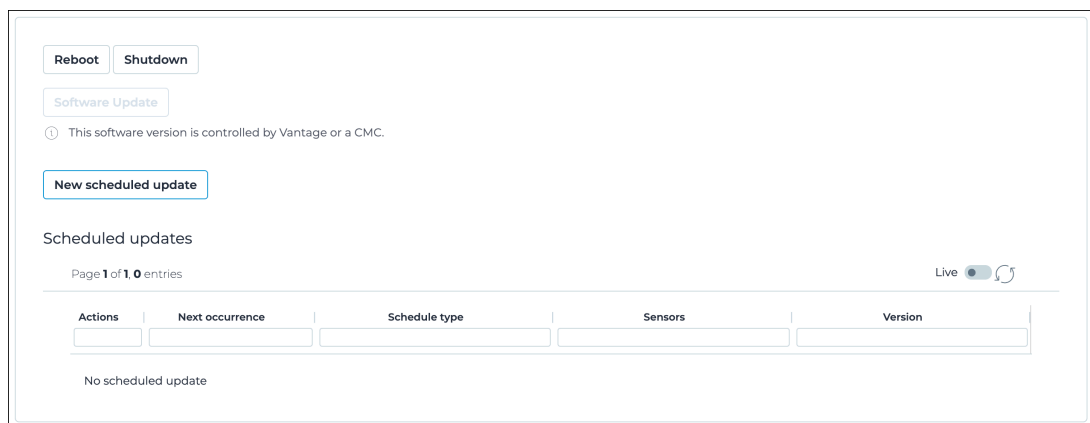 Reboot Shutdown
Software Update
This software version is controlled by Vantage or a CMC.
New scheduled update
Scheduled updates
Page 1 of 1, 0 entries Live
Actions Next occurrence Schedule type Sensors Version
No scheduled update